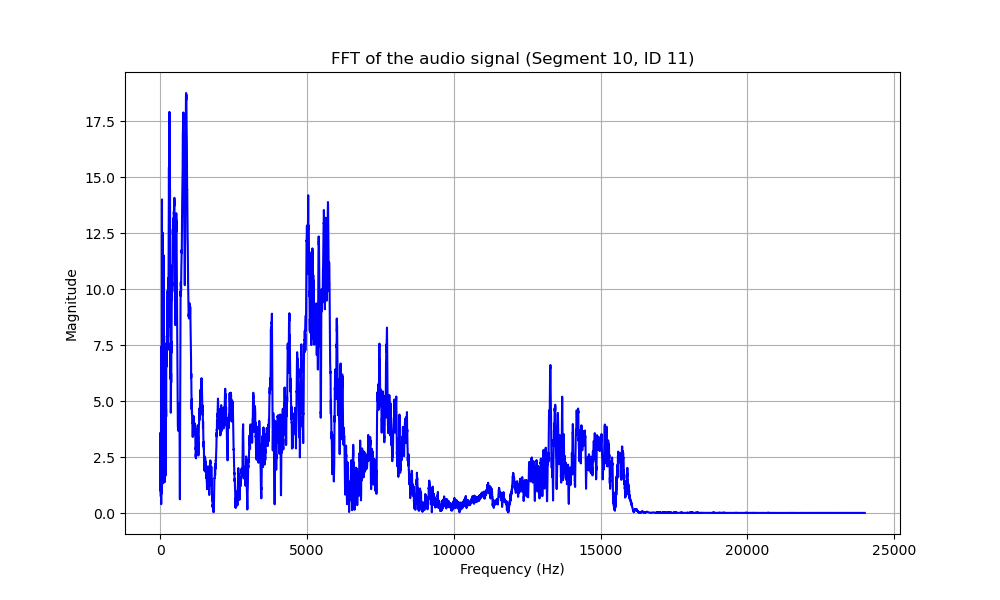 FFT of the audio signal (Segment 10, ID 11)
17.5
15.0
12.5
10.0
7.5
5.0
2.5
0.0
Magnitude
0 5000 10000 15000 20000 25000
Frequency (Hz)